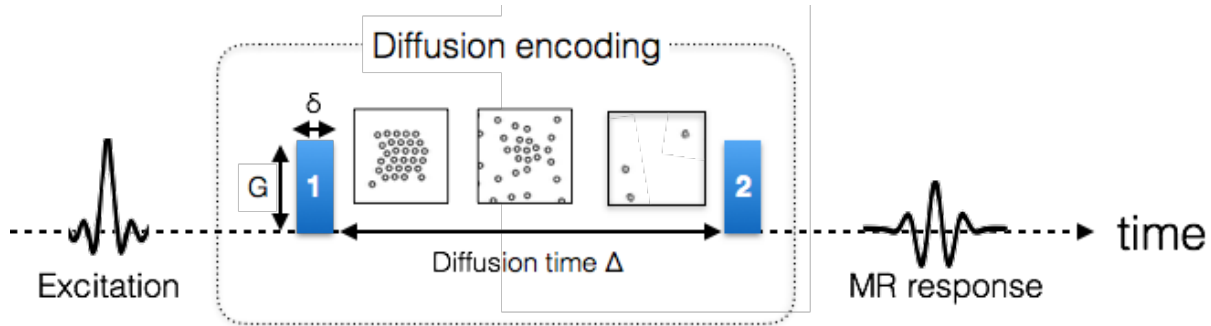 Diffusion encoding
δ
G
1
2
Diffusion time Δ
time
Excitation
MR response